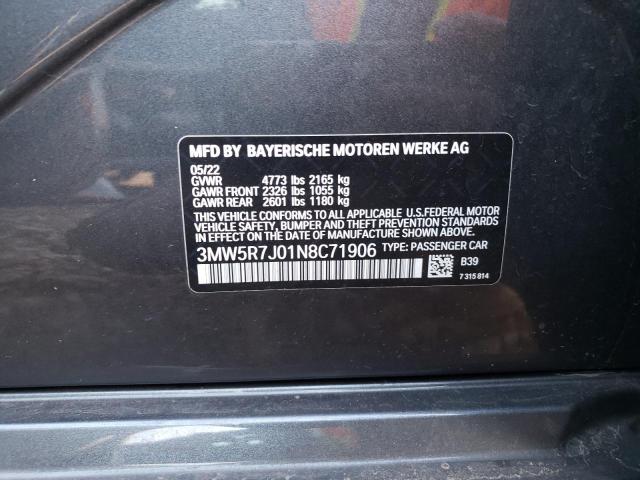 MFD BY BAYERISCHE MOTOREN WERKE AG
05/22
GVWR 4773 lbs 2165 kg
GAWR FRONT 2326 lbs 1055 kg
GAWR REAR 2601 lbs 1180 kg
THIS VEHICLE CONFORMS TO ALL APPLICABLE U.S.FEDERAL MOTOR
VEHICLE SAFETY, BUMPER, AND THEFT PREVENTION STANDARDS
IN EFFECT ON THE DATE OF MANUFACTURE SHOWN ABOVE.
3MW5R7J01N8C71906 TYPE: PASSENGER CAR
B39
7 315 814